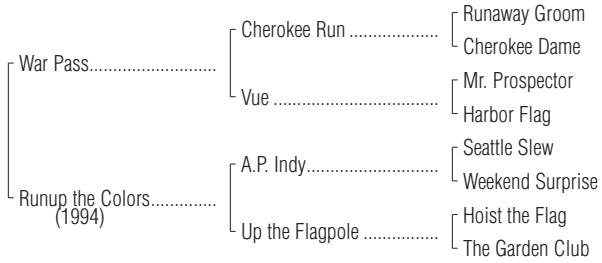 Runaway Groom
Cherokee Run ..................
Cherokee Dame
War Pass..........................
Mr. Prospector
Vue .................................
Harbor Flag
Seattle Slew
A.P. Indy...........................
Weekend Surprise
Runup the Colors.............
(1994)
Hoist the Flag
Up the Flagpole ...............
The Garden Club